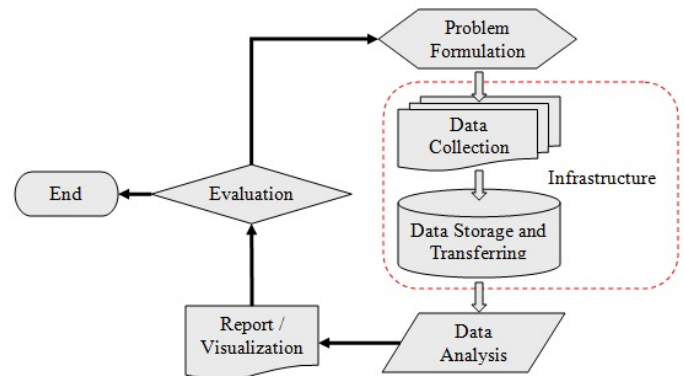 Problem
Formulation
Data
Collection
Infrastructure
Data Storage and
Transferring
Data
Analysis
Report /
Visualization
Evaluation
End